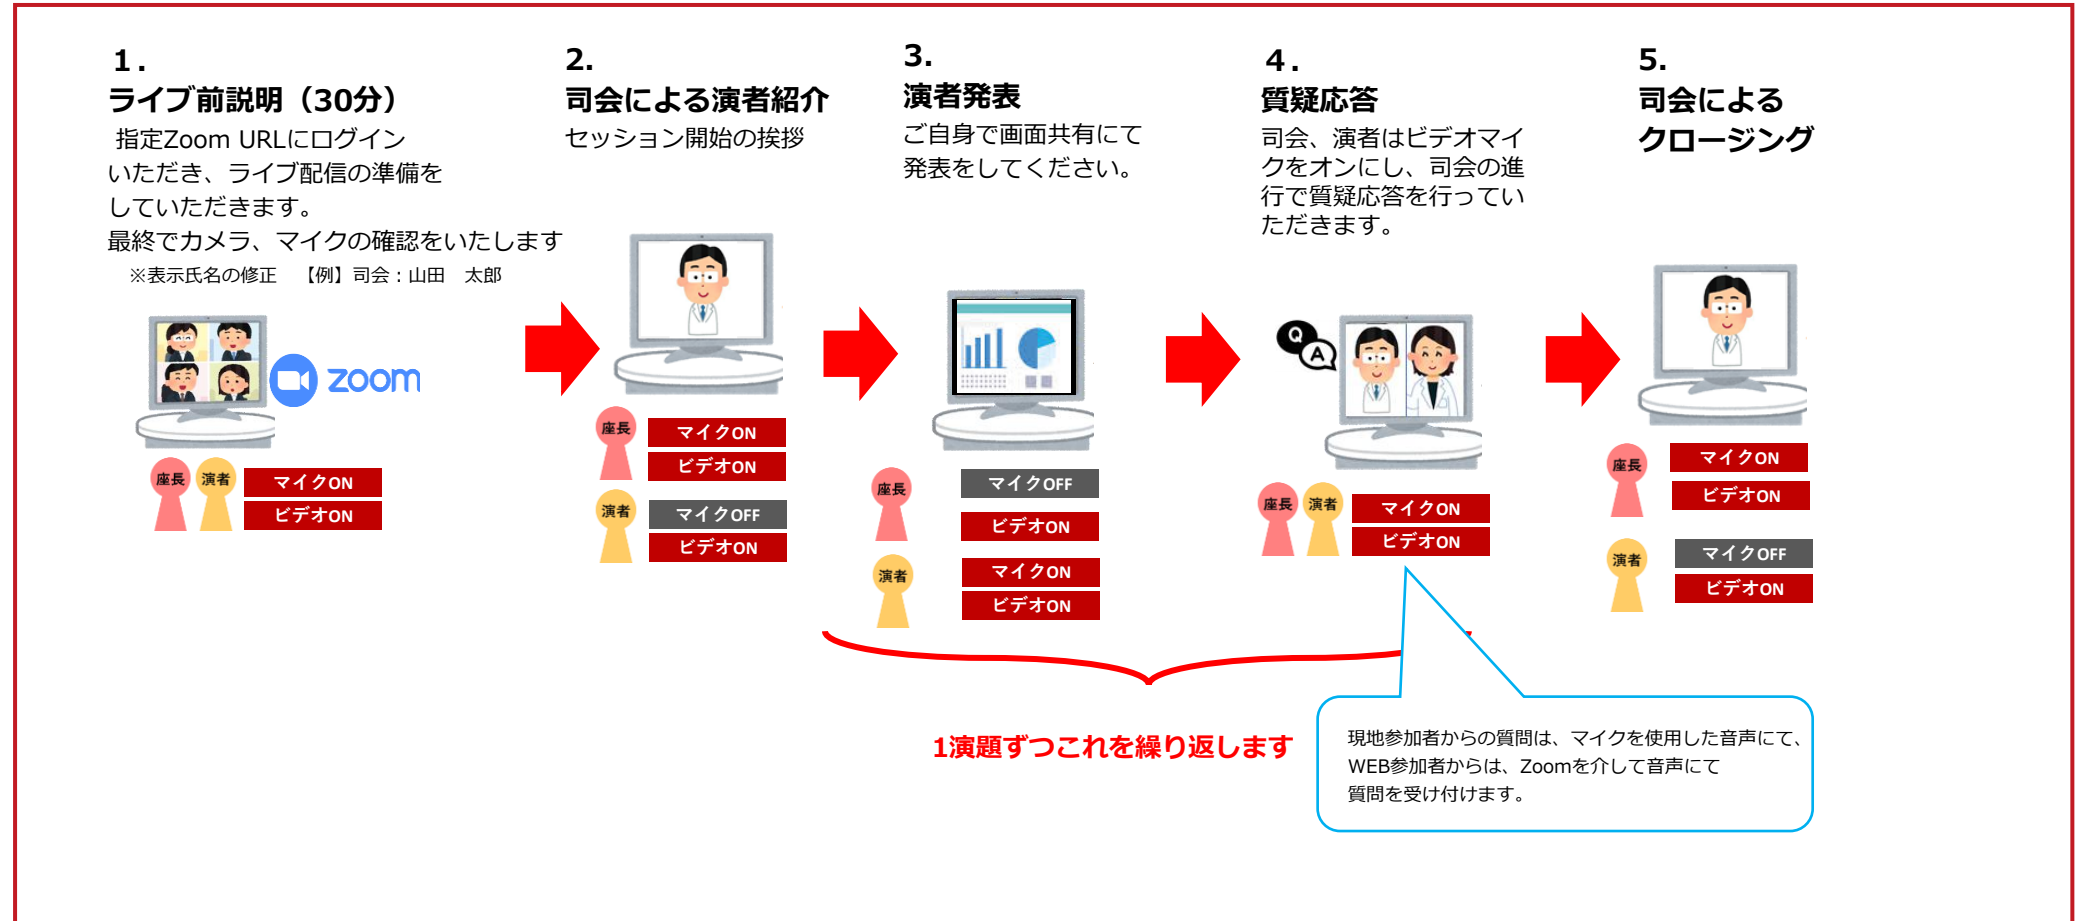 １．
ライブ前説明（30分）
指定Zoom URLにログイン
いただき、ライブ配信の準備を
していただきます。
最終でカメラ、マイクの確認をいたします
※表示氏名の修正　【例】司会：山田　太郎
zoom
座長
演者
マイクON
ビデオON
2.
司会による演者紹介
セッション開始の挨拶
座長
マイクON
ビデオON
演者
マイクOFF
ビデオON
3.
演者発表
ご自身で画面共有にて
発表をしてください。
座長
マイクOFF
ビデオON
演者
マイクON
ビデオON
４．
質疑応答
司会、演者はビデオマイ
クをオンにし、司会の進
行で質疑応答を行ってい
ただきます。
Q
A
座長
演者
マイクON
ビデオON
5.
司会による
クロージング
座長
マイクON
ビデオON
演者
マイクOFF
ビデオON
1演題ずつこれを繰り返します
現地参加者からの質問は、マイクを使用した音声にて、
WEB参加者からは、Zoomを介して音声にて
質問を受け付けます。